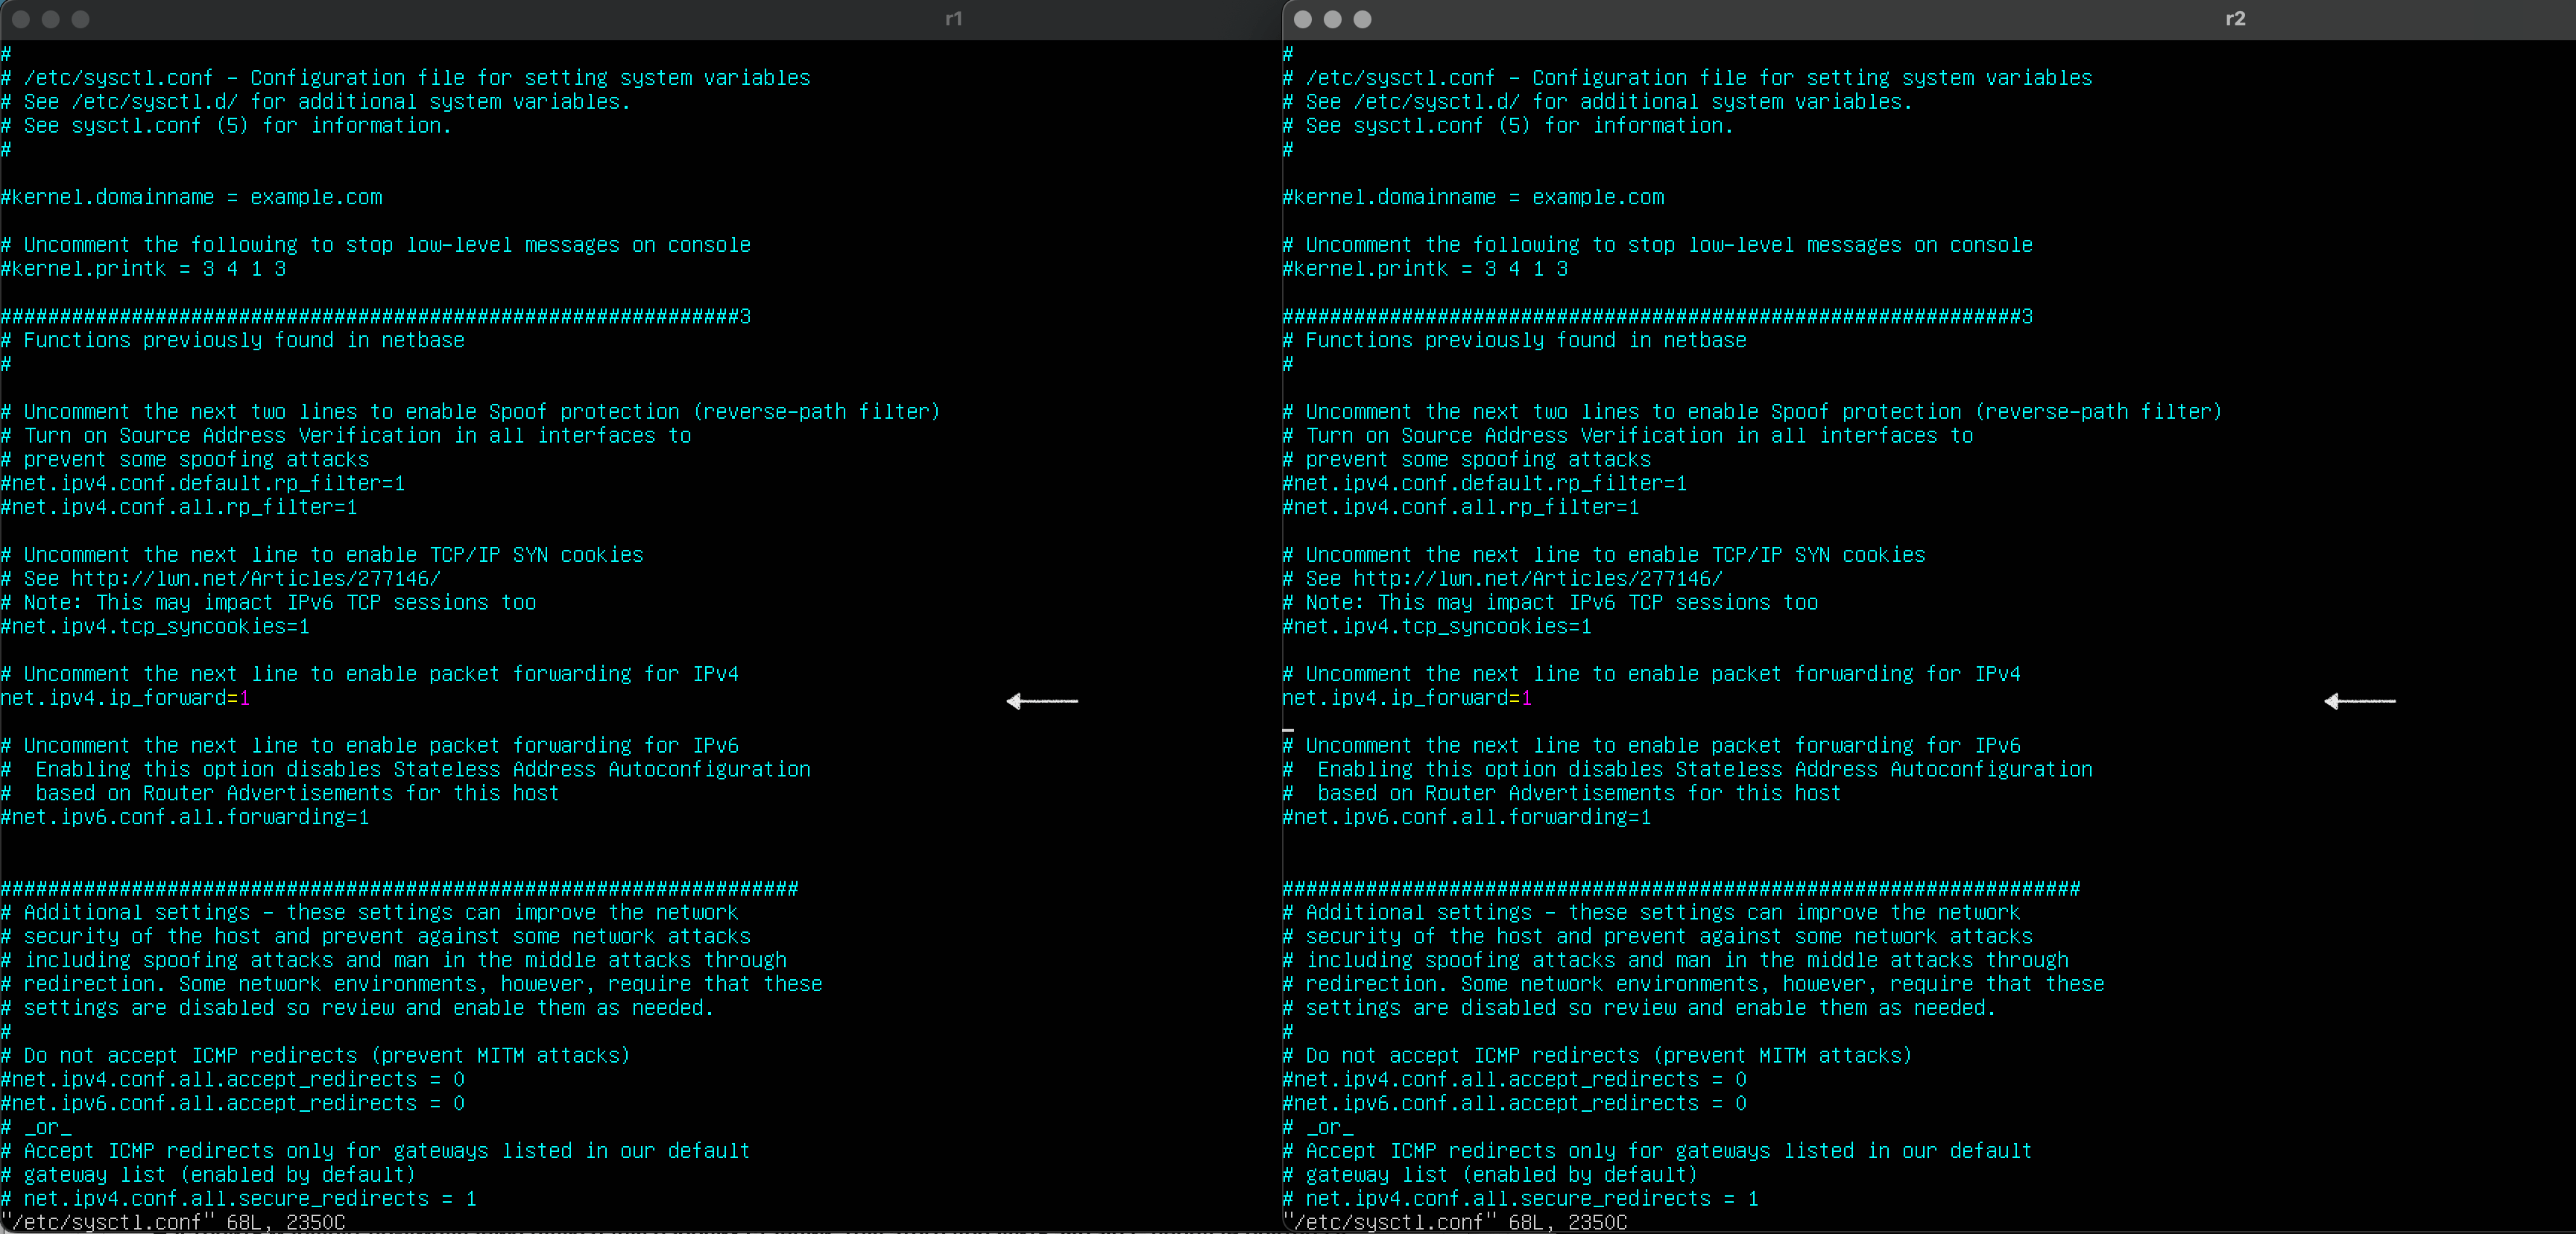 r1
#
# /etc/sysctl.conf - Configuration file for setting system variables
# See /etc/sysctl.d/ for additional system variables.
# See sysctl.conf (5) for information.
#
#kernel.domainname = example.com
# Uncomment the following to stop low-level messages on console
#kernel.printk = 3 4 1 3
##############################################################3
# Functions previously found in netbase
#
# Uncomment the next two lines to enable Spoof protection (reverse-path filter)
# Turn on Source Address Verification in all interfaces to
# prevent some spoofing attacks
#net.ipv4.conf.default.rp_filter=1
#net.ipv4.conf.all.rp_filter=1
# Uncomment the next line to enable TCP/IP SYN cookies
# See http://lwn.net/Articles/277146/
# Note: This may impact IPv6 TCP sessions too
#net.ipv4.tcp_syncookies=1
# Uncomment the next line to enable packet forwarding for IPv4
net.ipv4.ip_forward=1
# Uncomment the next line to enable packet forwarding for IPv6
#  Enabling this option disables Stateless Address Autoconfiguration
#  based on Router Advertisements for this host
#net.ipv6.conf.all.forwarding=1
###################################################################
# Additional settings - these settings can improve the network
# security of the host and prevent against some network attacks
# including spoofing attacks and man in the middle attacks through
# redirection. Some network environments, however, require that these
# settings are disabled so review and enable them as needed.
#
# Do not accept ICMP redirects (prevent MITM attacks)
#net.ipv4.conf.all.accept_redirects = 0
#net.ipv6.conf.all.accept_redirects = 0
# _or_
# Accept ICMP redirects only for gateways listed in our default
# gateway list (enabled by default)
# net.ipv4.conf.all.secure_redirects = 1
"/etc/sysctl.conf" 68L, 2350C
r2
#
# /etc/sysctl.conf - Configuration file for setting system variables
# See /etc/sysctl.d/ for additional system variables.
# See sysctl.conf (5) for information.
#
#kernel.domainname = example.com
# Uncomment the following to stop low-level messages on console
#kernel.printk = 3 4 1 3
##############################################################3
# Functions previously found in netbase
#
# Uncomment the next two lines to enable Spoof protection (reverse-path filter)
# Turn on Source Address Verification in all interfaces to
# prevent some spoofing attacks
#net.ipv4.conf.default.rp_filter=1
#net.ipv4.conf.all.rp_filter=1
# Uncomment the next line to enable TCP/IP SYN cookies
# See http://lwn.net/Articles/277146/
# Note: This may impact IPv6 TCP sessions too
#net.ipv4.tcp_syncookies=1
# Uncomment the next line to enable packet forwarding for IPv4
net.ipv4.ip_forward=1
# Uncomment the next line to enable packet forwarding for IPv6
#  Enabling this option disables Stateless Address Autoconfiguration
#  based on Router Advertisements for this host
#net.ipv6.conf.all.forwarding=1
###################################################################
# Additional settings - these settings can improve the network
# security of the host and prevent against some network attacks
# including spoofing attacks and man in the middle attacks through
# redirection. Some network environments, however, require that these
# settings are disabled so review and enable them as needed.
#
# Do not accept ICMP redirects (prevent MITM attacks)
#net.ipv4.conf.all.accept_redirects = 0
#net.ipv6.conf.all.accept_redirects = 0
# _or_
# Accept ICMP redirects only for gateways listed in our default
# gateway list (enabled by default)
# net.ipv4.conf.all.secure_redirects = 1
"/etc/sysctl.conf" 68L, 2350C